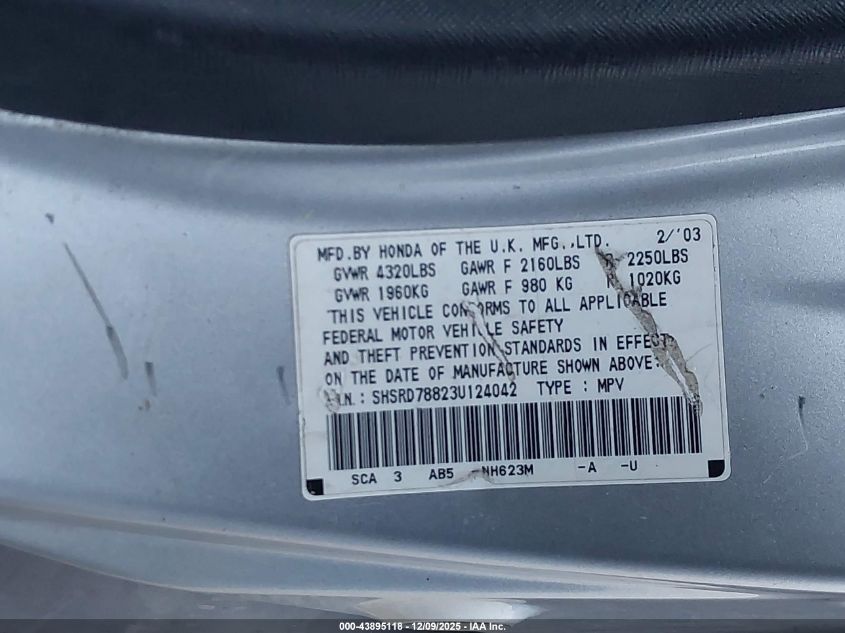 MFD.BY HONDA OF THE U.K. MFG.,LTD. 2/'03
GVWR 4320LBS GAWR F 2160LBS R 2250LBS
GVWR 1960KG GAWR F 980 KG R 1020KG
THIS VEHICLE CONFORMS TO ALL APPLICABLE
FEDERAL MOTOR VEHICLE SAFETY
AND THEFT PREVENTION STANDARDS IN EFFECT
ON THE DATE OF MANUFACTURE SHOWN ABOVE:
V.I.N. : SHSRD78823U124042 TYPE : MPV
SCA 3 AB5 -NH623M -A -U
000-43895118 - 12/09/2025 - IAA Inc.